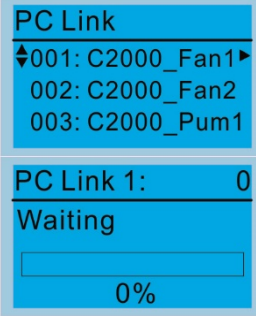 PC Link
001: C2000_Fan1
002: C2000_Fan2
003: C2000_Pum1
PC Link 1: 0
Waiting
0%